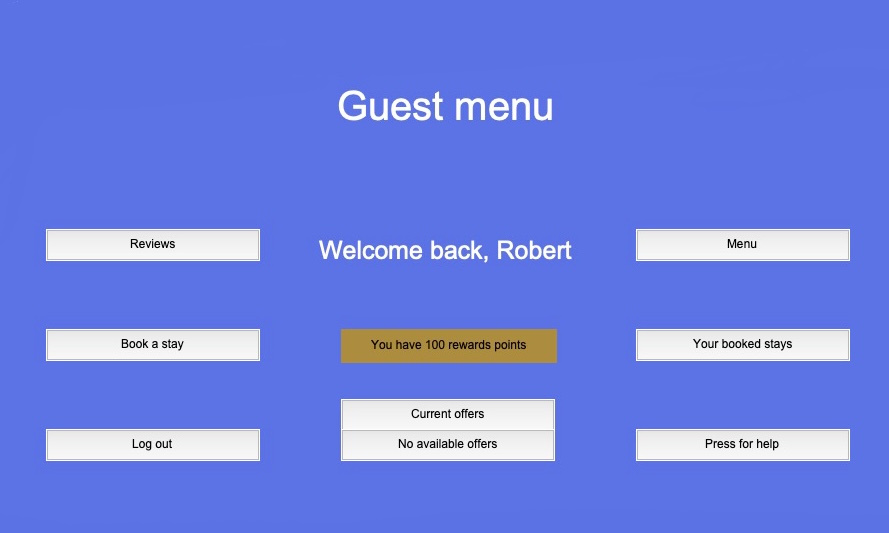 Guest menu
Reviews
Welcome back, Robert
Menu
Book a stay
You have 100 rewards points
Your booked stays
Current offers
Log out
No available offers
Press for help